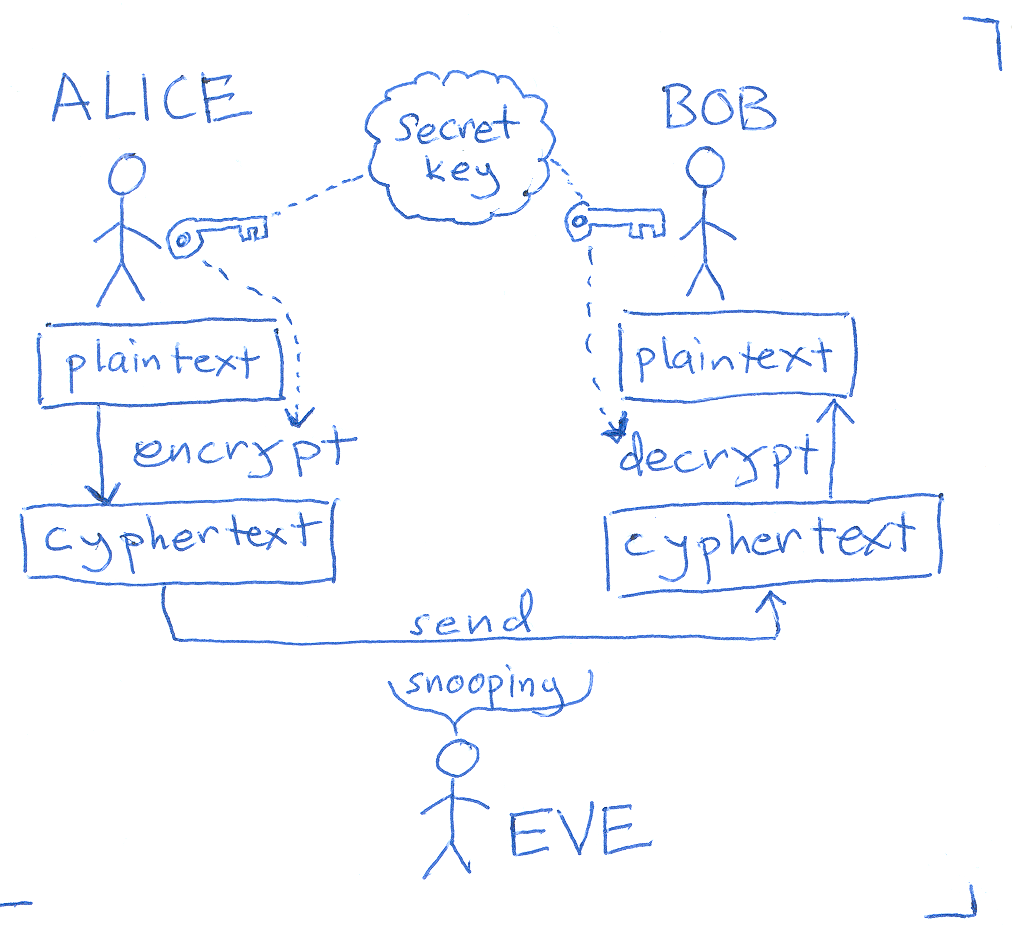 ALICE
BOB
secret
key
plaintext
plaintext
encrypt
decrypt
cyphertext
cyphertext
send
snooping
EVE